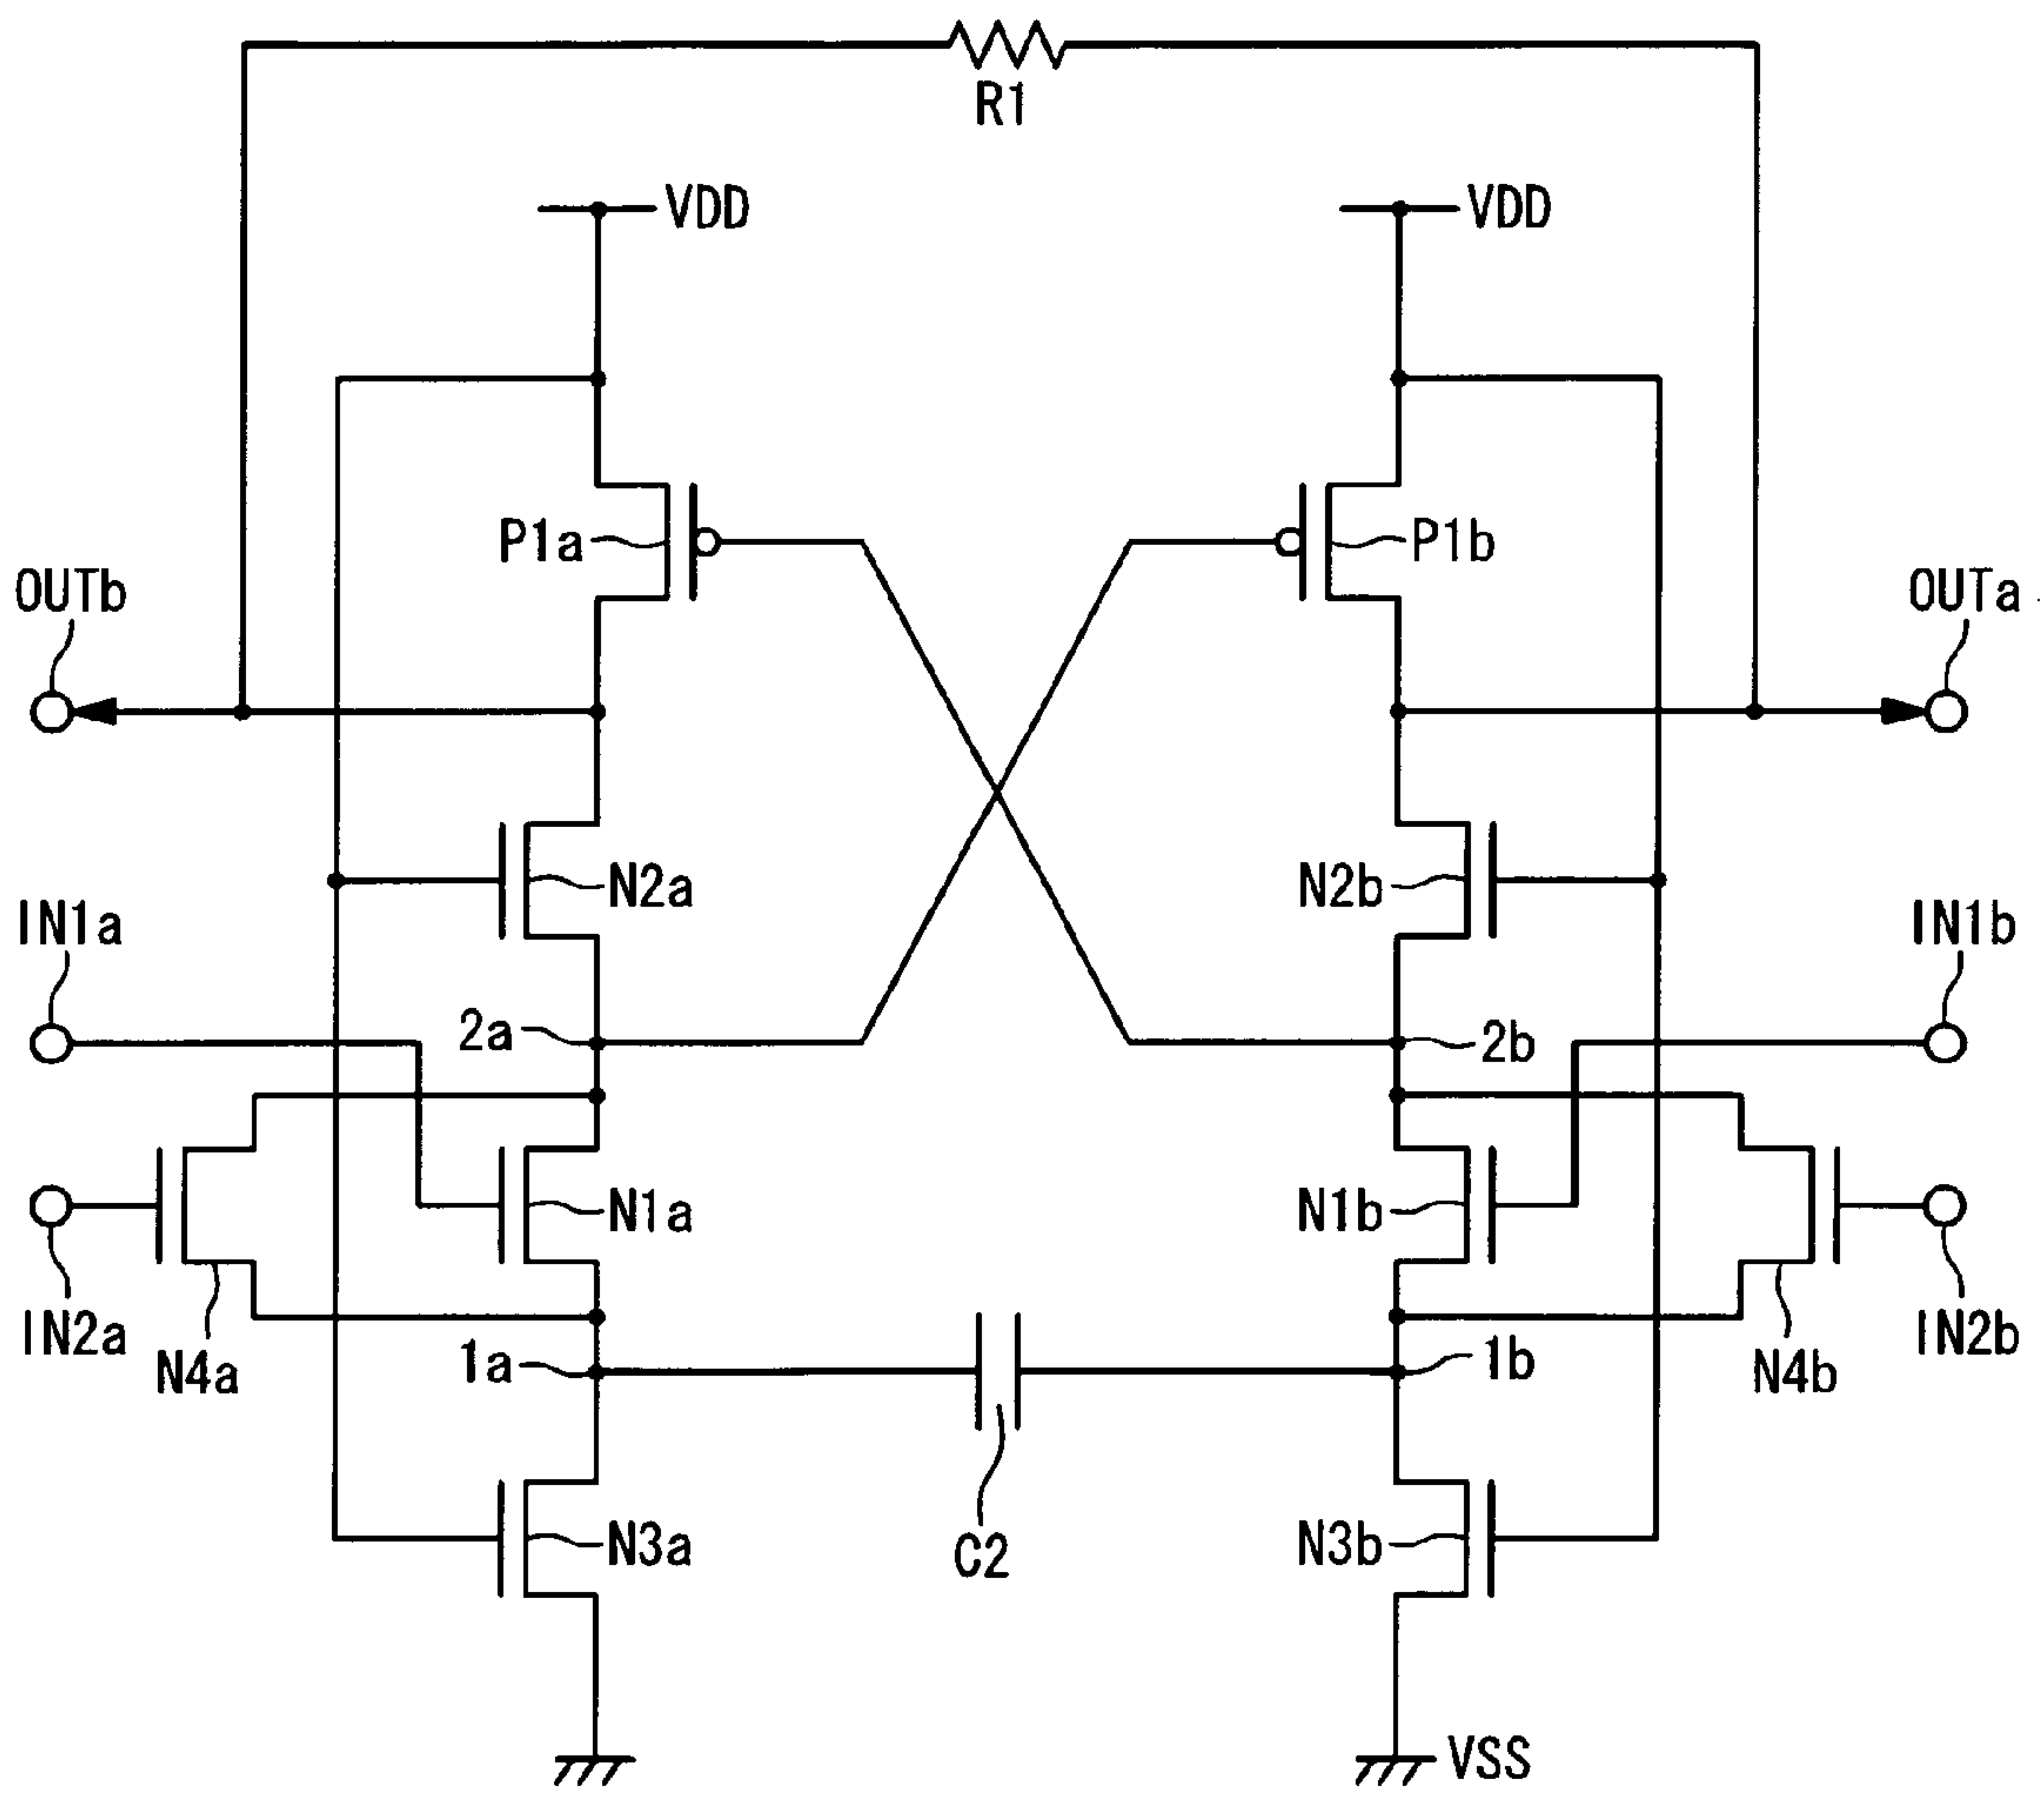 R1
VDD
VDD
P1a
P1b
OUTb
OUTa
N2a
N2b
IN1a
IN1b
2a
2b
N1a
N1b
IN2a
IN2b
N4a
1a
1b
N4b
N3a
C2
N3b
VSS